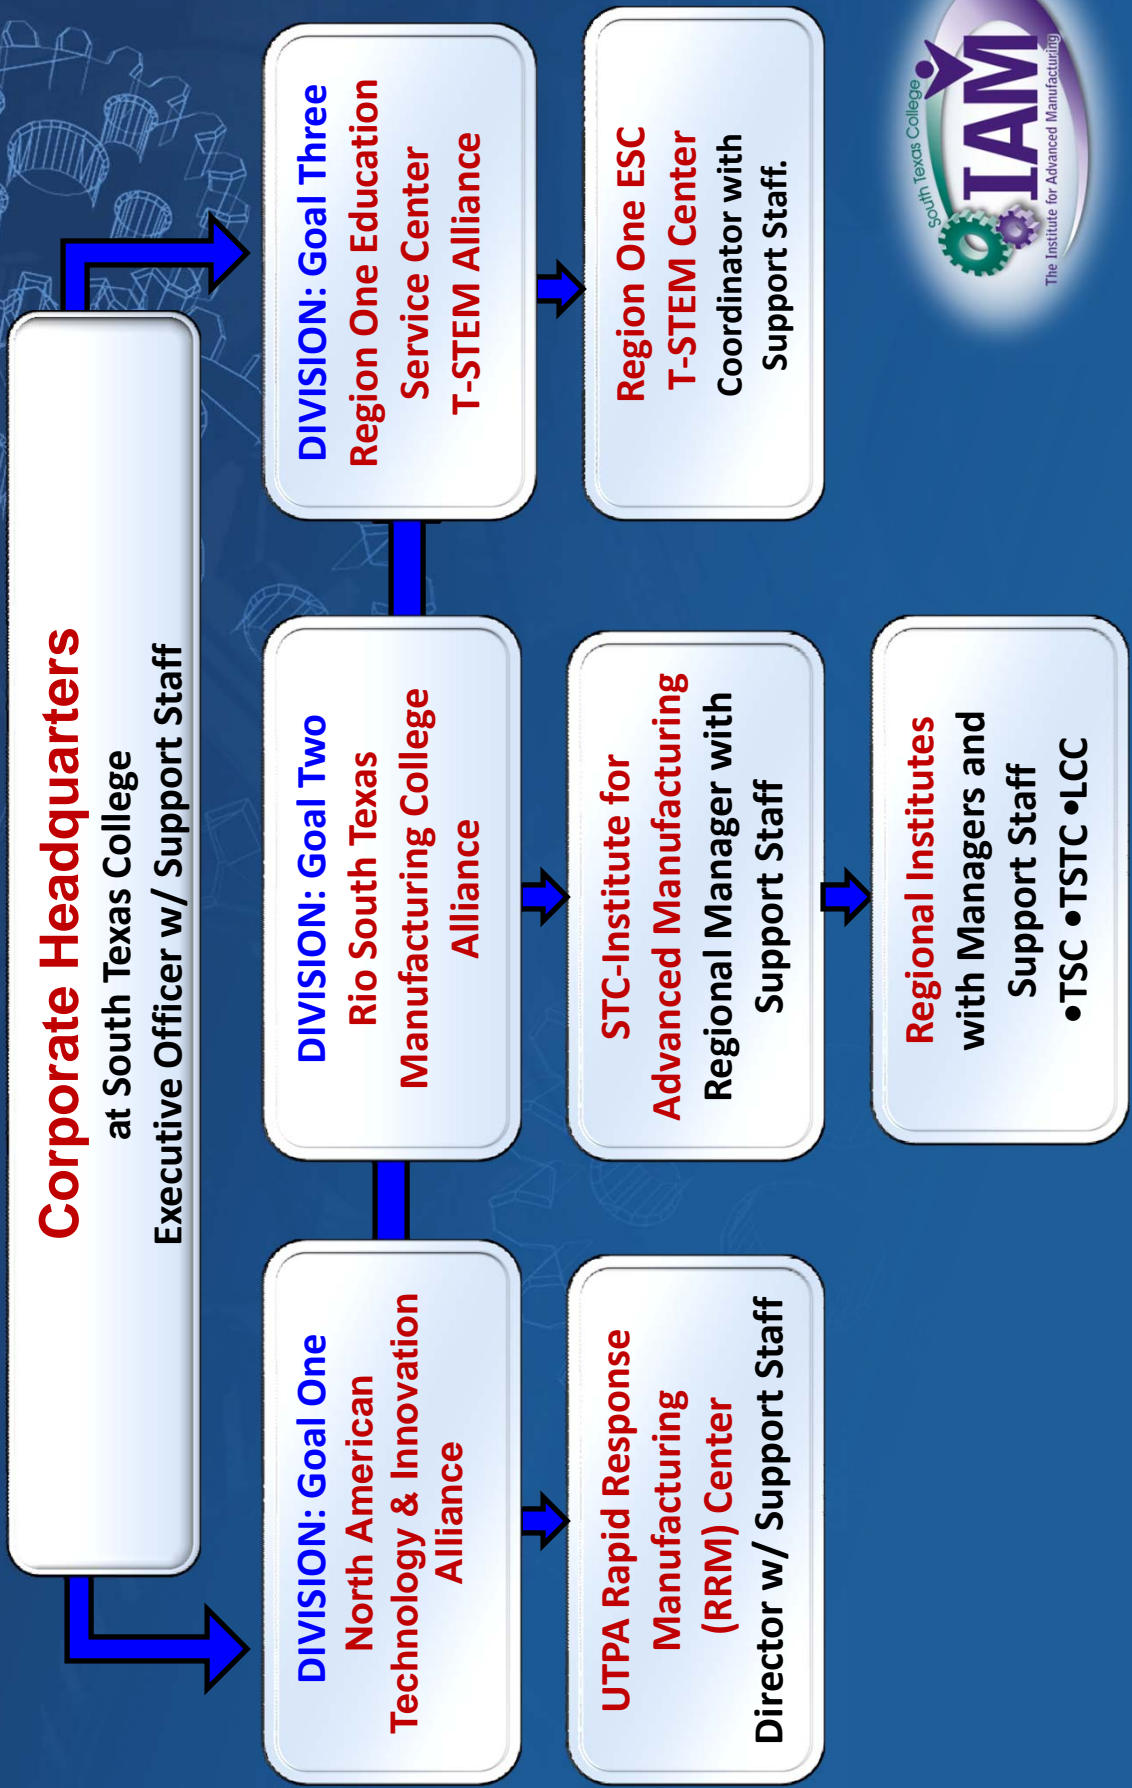 Corporate Headquarters
at South Texas College
Executive Officer w/ Support Staff
DIVISION: Goal One
North American
Technology & Innovation
Alliance
DIVISION: Goal Two
Rio South Texas
Manufacturing College
Alliance
DIVISION: Goal Three
Region One Education
Service Center
T-STEM Alliance
UTPA Rapid Response
Manufacturing
(RRM) Center
Director w/ Support Staff
STC-Institute for
Advanced Manufacturing
Regional Manager with
Support Staff
Region One ESC
T-STEM Center
Coordinator with
Support Staff.
Regional Institutes
with Managers and
Support Staff
•TSC •TSTC •LCC
South Texas College
IAM
The Institute for Advanced Manufacturing